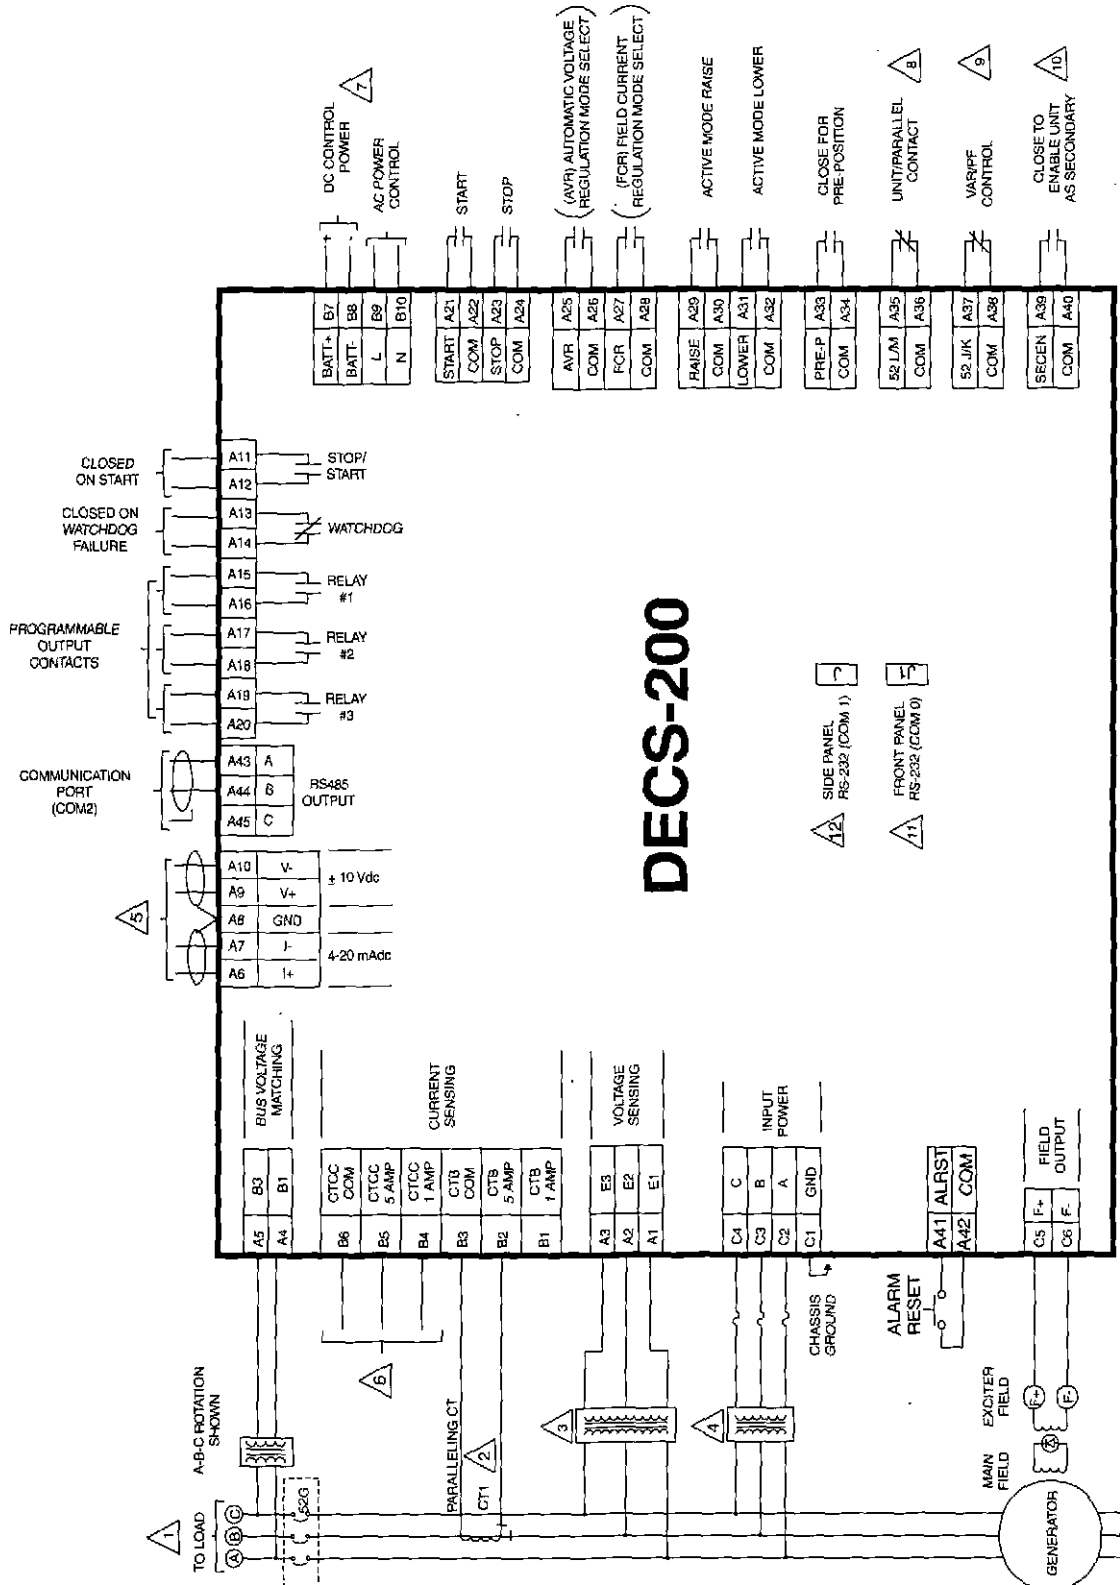 (AVR) AUTOMATIC VOLTAGE
REGULATION MODE SELECT
(FCR) FIELD CURRENT
REGULATION MODE SELECT
DC CONTROL
POWER
7
AC POWER
CONTROL
START
STOP
ACTIVE MODE RAISE
ACTIVE MODE LOWER
CLOSE FOR
PRE-POSITION
UNIT/PARALLEL
CONTACT
8
VAR/PF
CONTROL
9
CLOSE TO
ENABLE UNIT
AS SECONDARY
10
+
-
BATT+ B7
BATT- B8
L B9
N B10
START A21
COM A22
STOP A23
COM A24
AVR A25
COM A26
FCR A27
COM A28
RAISE A29
COM A30
LOWER A31
COM A32
PRE-P A33
COM A34
52 L/M A35
COM A36
52 J/K A37
COM A38
SECEN A39
COM A40
CLOSED
ON START
A11
A12
STOP/
START
CLOSED ON
WATCHDOG
FAILURE
A13
A14
WATCHDOG
PROGRAMMABLE
OUTPUT
CONTACTS
A15
A16
RELAY
#1
A17
A18
RELAY
#2
A19
A20
RELAY
#3
COMMUNICATION
PORT
(COM2)
A43 A
A44 B
A45 C
RS485
OUTPUT
5
A10 V-
A9 V+
A8 GND
A7 I-
A6 I+
± 10 Vdc
4-20 mAdc
DECS-200
12
SIDE PANEL
RS-232 (COM 1)
11
FRONT PANEL
RS-232 (COM 0)
BUS VOLTAGE
MATCHING
A5 B3
A4 B1
CURRENT
SENSING
B6 CTCC COM
B5 CTCC 5 AMP
B4 CTCC 1 AMP
B3 CTB COM
B2 CTB 5 AMP
B1 CTB 1 AMP
VOLTAGE
SENSING
A3 E3
A2 E2
A1 E1
INPUT
POWER
C4 C
C3 B
C2 A
C1 GND
CHASSIS
GROUND
A41 ALRST
A42 COM
ALARM
RESET
FIELD
OUTPUT
C5 F+
C6 F-
A-B-C ROTATION
SHOWN
1
TO LOAD
A B C
52G
6
PARALLELING CT
2
CT1
3
4
EXCITER
FIELD
F+
F-
MAIN
FIELD
GENERATOR